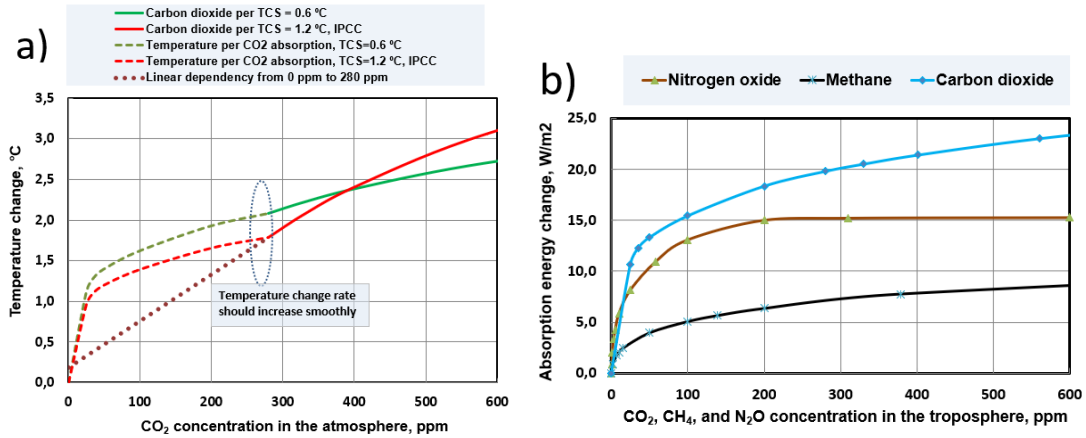 a)
Carbon dioxide per TCS = 0.6 ºC
Carbon dioxide per TCS = 1.2 ºC, IPCC
Temperature per CO2 absorption, TCS=0.6 ºC
Temperature per CO2 absorption, TCS=1.2 ºC, IPCC
Linear dependency from 0 ppm to 280 ppm
Temperature change, °C
3,5
3,0
2,5
2,0
1,5
1,0
0,5
0,0
Temperature change rate
should increase smoothly
0 100 200 300 400 500 600
CO₂ concentration in the atmosphere, ppm
b)
Nitrogen oxide Methane Carbon dioxide
Absorption energy change, W/m2
25,0
20,0
15,0
10,0
5,0
0,0
0 100 200 300 400 500 600
CO₂, CH₄, and N₂O concentration in the troposphere, ppm